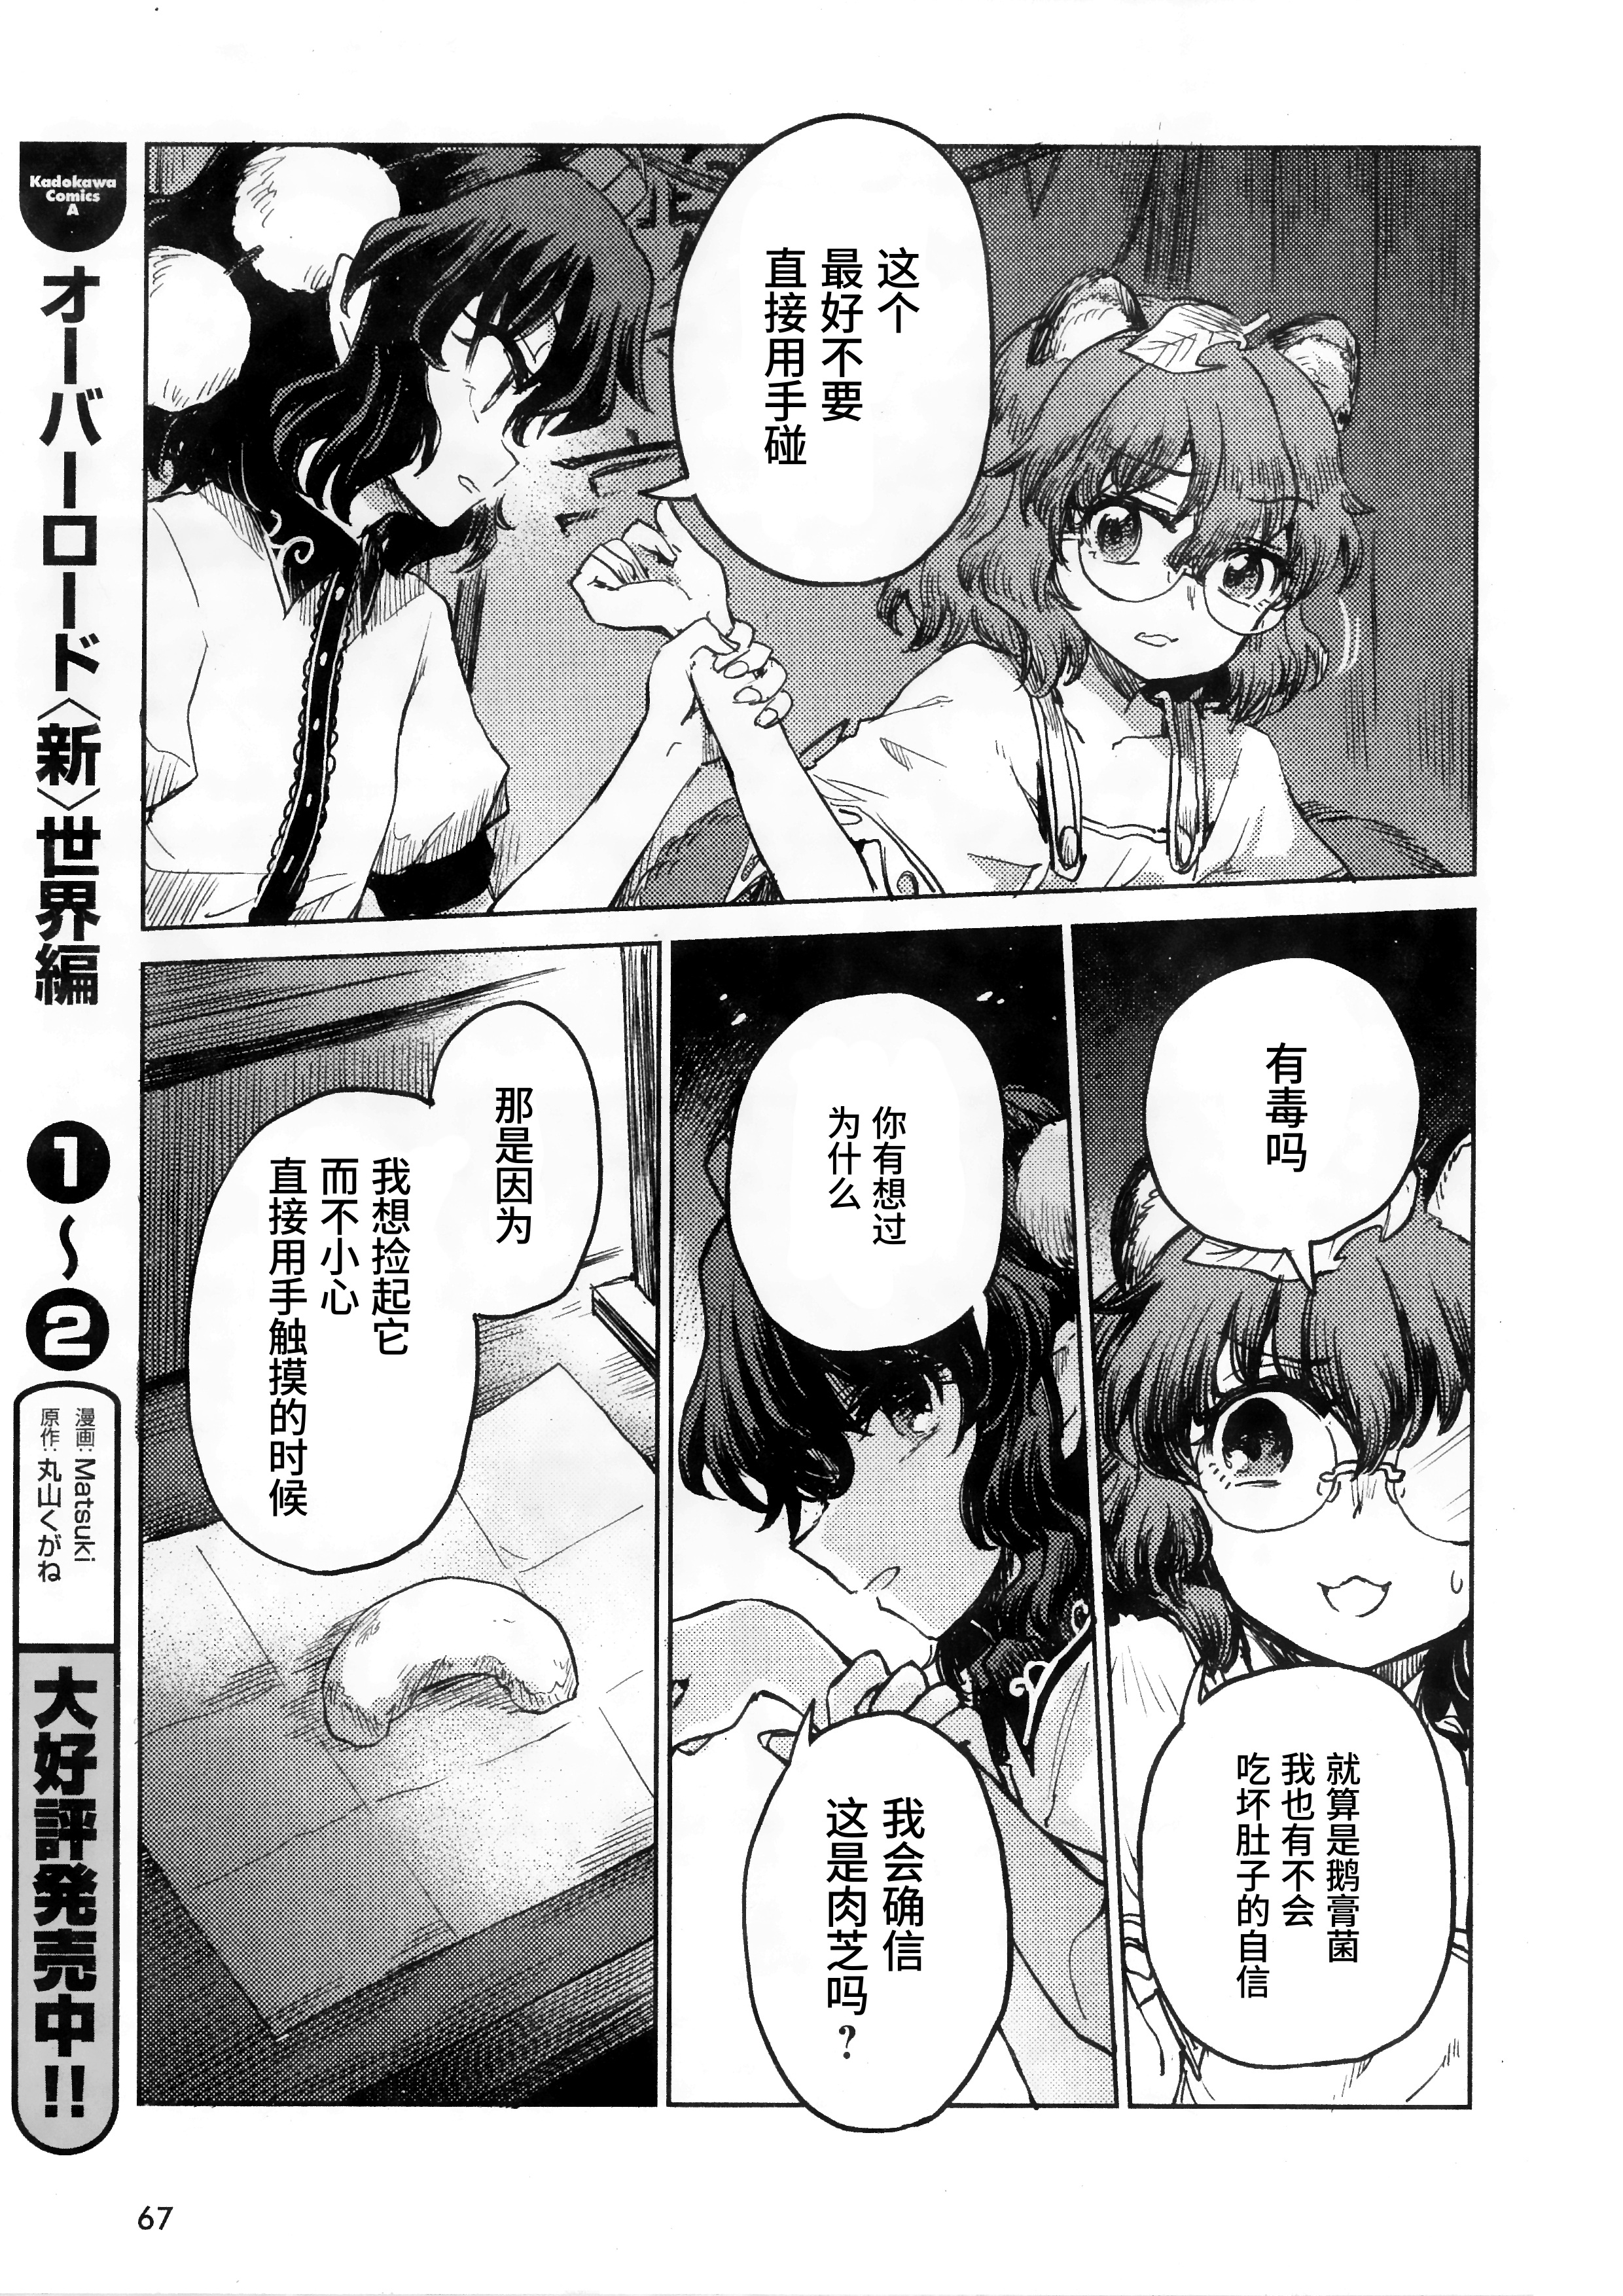 这个
最好不要
直接用手碰
有毒吗
就算是鹅膏菌
我也有不会
吃坏肚子的自信
你有想过
为什么
我会确信
这是肉芝吗?
那是因为
我想捡起它
而不小心
直接用手触摸的时候
Kadokawa
Comics
A
オーバーロード〈新〉世界編
1～2
漫画:Matsuki
原作:丸山くがね
大好評発売中!!
67